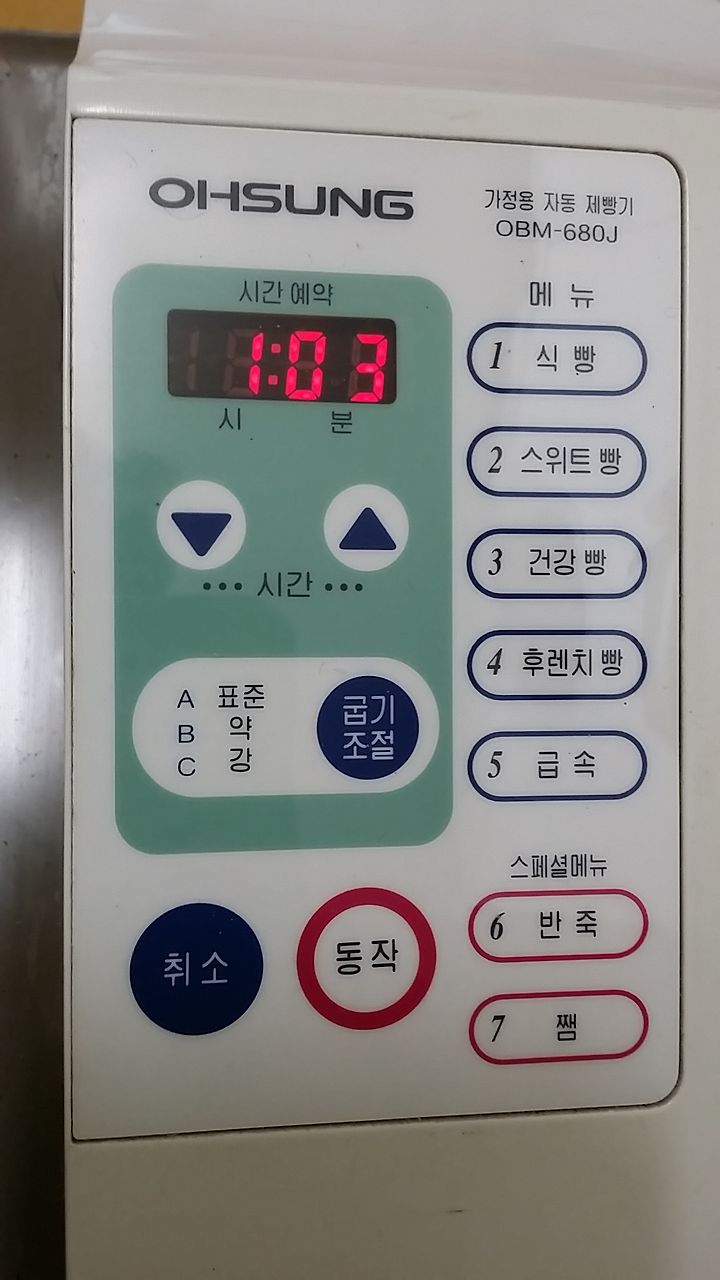 OHSUNG
가정용 자동 제빵기
OBM-680J
시간 예약
1:03
시 분
••• 시간 •••
A 표준
B 약
C 강
굽기
조절
취소
동작
메 뉴
1 식 빵
2 스위트 빵
3 건강 빵
4 후렌치 빵
5 급 속
스페셜메뉴
6 반 죽
7 쨈